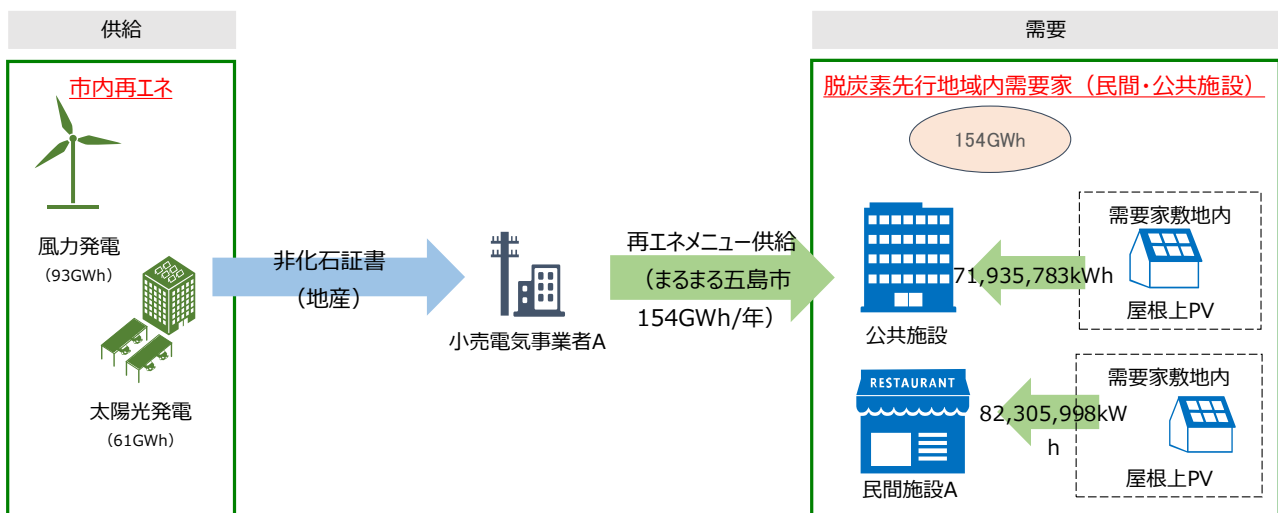 供給
市内再エネ
風力発電
(93GWh)
太陽光発電
(61GWh)
非化石証書
（地産）
小売電気事業者A
再エネメニュー供給
（まるまる五島市
154GWh/年）
需要
脱炭素先行地域内需要家（民間・公共施設）
154GWh
公共施設
71,935,783kWh
需要家敷地内
屋根上PV
RESTAURANT
民間施設A
82,305,998kW
h
需要家敷地内
屋根上PV